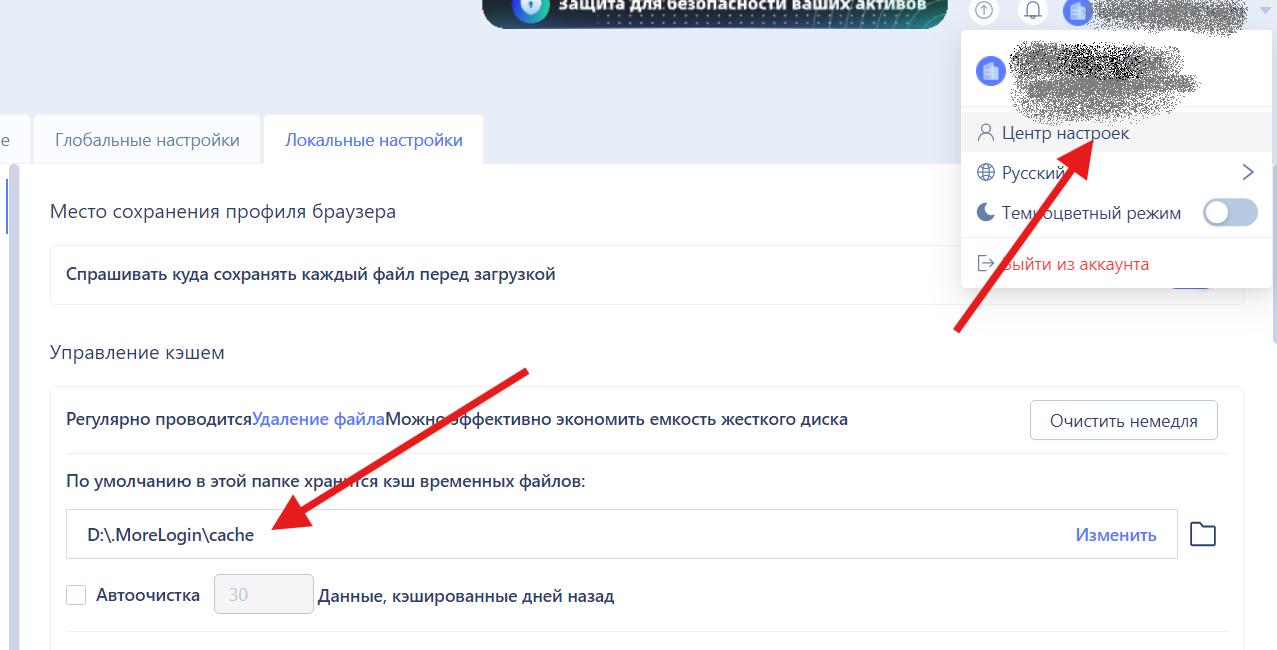 Защита для безопасности ваших активов
Центр настроек
Русский
Темноцветный режим
Выйти из аккаунта
е
Глобальные настройки
Локальные настройки
Место сохранения профиля браузера
Спрашивать куда сохранять каждый файл перед загрузкой
Управление кэшем
Регулярно проводитсяУдаление файлаМожно эффективно экономить емкость жесткого диска
Очистить немедля
По умолчанию в этой папке хранится кэш временных файлов:
D:\.MoreLogin\cache
Изменить
Автоочистка 30 Данные, кэшированные дней назад